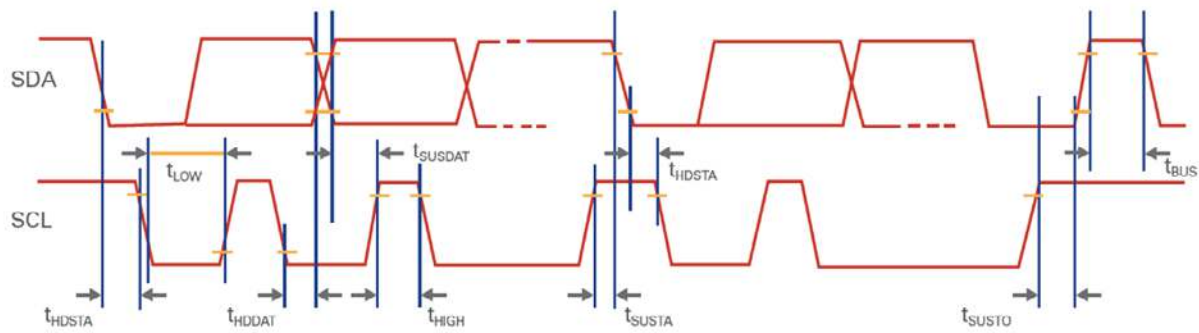 SDA
tLOW
tSUSDAT
tHDSTA
tBUS
SCL
tHDSTA
tHDDAT
tHIGH
tSUSTA
tSUSTO